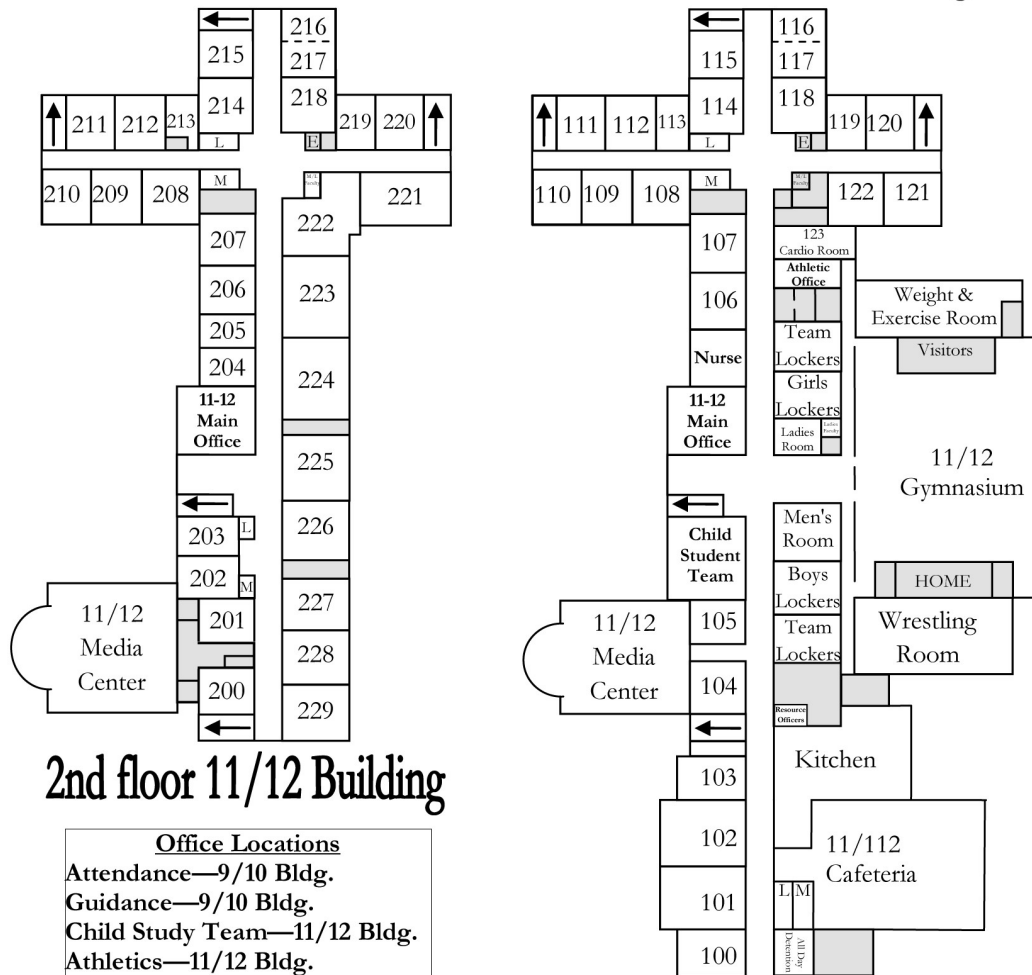 216
215
217
214
218
211
212
213
L
E
219
220
M
210
209
208
221
222
207
206
223
205
204
224
11-12
Main
Office
225
L
203
226
202
M
201
227
11/12
Media
Center
228
200
229
2nd floor 11/12 Building
Office Locations
Attendance—9/10 Bldg.
Guidance—9/10 Bldg.
Child Study Team—11/12 Bldg.
Athletics—11/12 Bldg.
116
115
117
114
118
111
112
113
L
E
119
120
M
110
109
108
122
121
107
123
Cardio Room
Athletic
Office
106
Weight &
Exercise Room
Team
Lockers
Nurse
Visitors
Girls
Lockers
11-12
Main
Office
Ladies
Room
Ladies
Faculty
11/12
Gymnasium
Men's
Room
Child
Student
Team
Boys
Lockers
HOME
105
Team
Lockers
Wrestling
Room
11/12
Media
Center
104
Resource
Officers
Kitchen
103
102
11/112
Cafeteria
101
L M
100
All Day
Detention